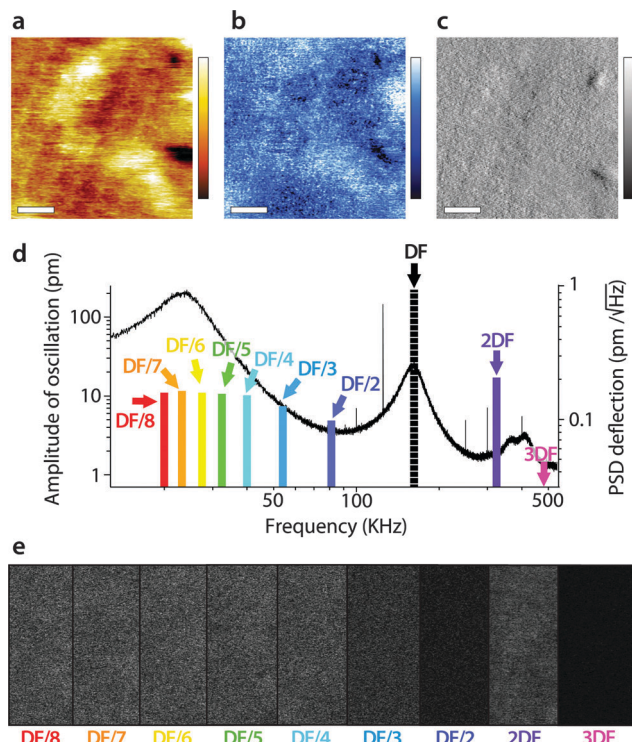 a
b
c
d
DF
Amplitude of oscillation (pm)
100
10
1
DF/8
DF/7
DF/6
DF/5
DF/4
DF/3
DF/2
2DF
3DF
1
0.1
PSD deflection (pm /√Hz)
50
100
500
Frequency (KHz)
e
DF/8 DF/7 DF/6 DF/5 DF/4 DF/3 DF/2 2DF 3DF